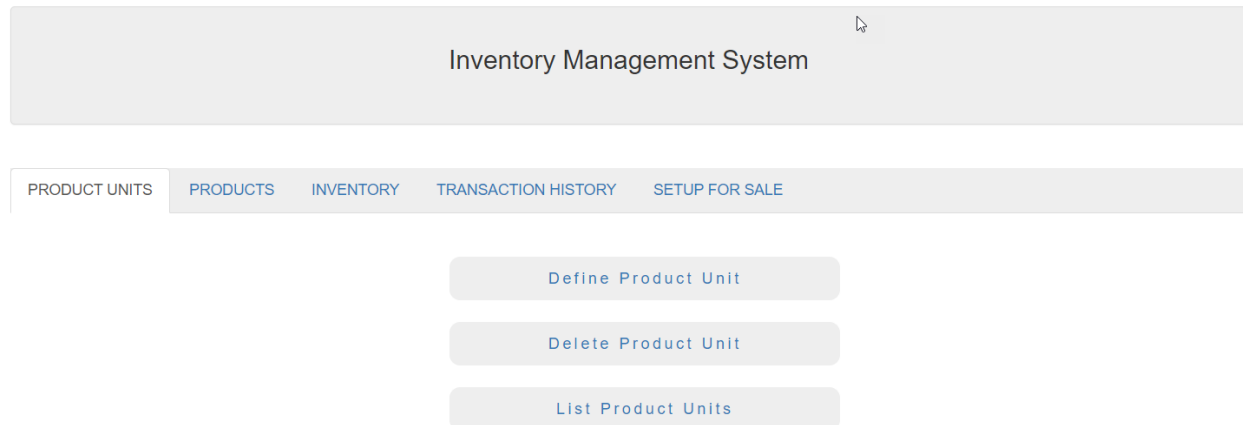 Inventory Management System
PRODUCT UNITS PRODUCTS INVENTORY TRANSACTION HISTORY SETUP FOR SALE
Define Product Unit
Delete Product Unit
List Product Units